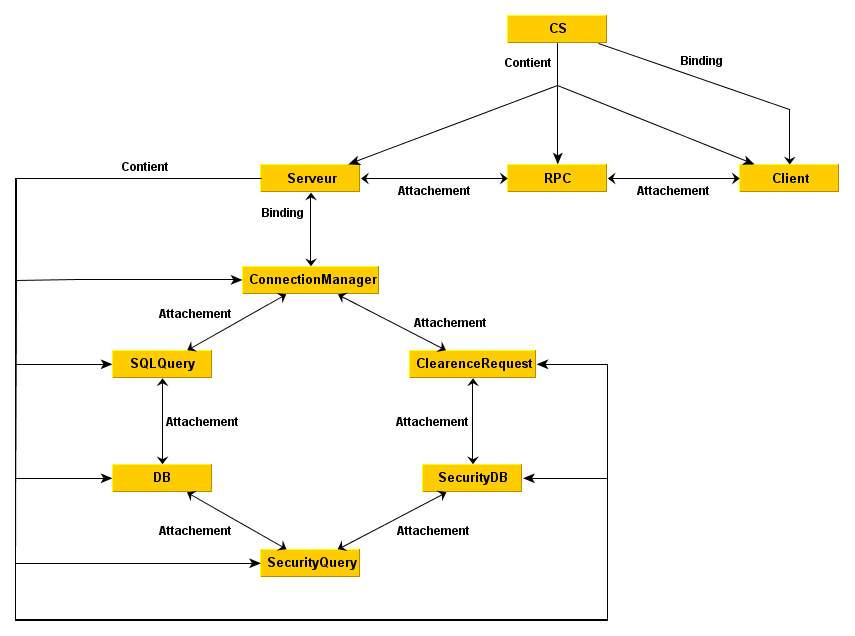 CS
Contient
Binding
Contient
Serveur
RPC
Client
Attachement
Attachement
Binding
ConnectionManager
Attachement
Attachement
SQLQuery
ClearenceRequest
Attachement
Attachement
DB
SecurityDB
Attachement
Attachement
SecurityQuery